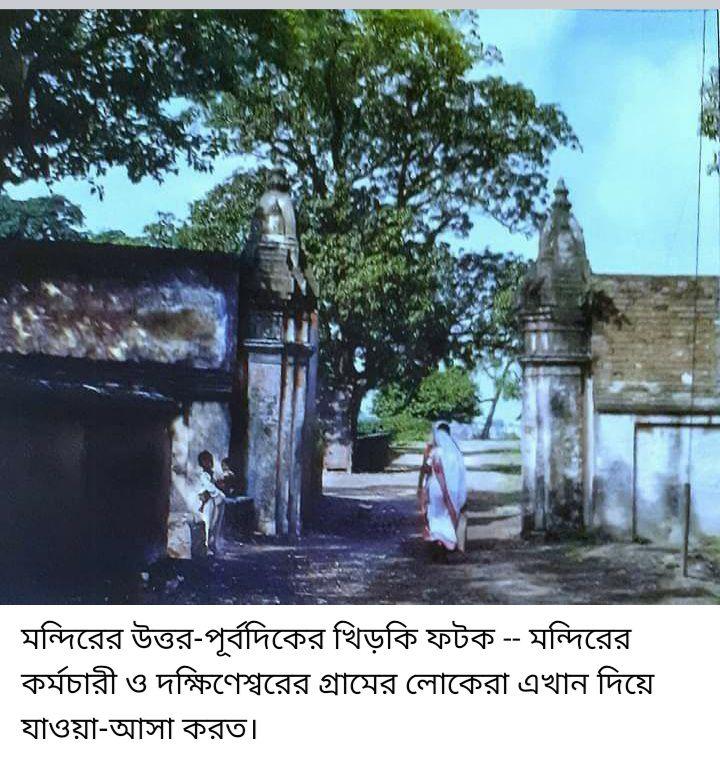 মন্দিরের উত্তর-পূর্বদিকের খিড়কি ফটক -- মন্দিরের
কর্মচারী ও দক্ষিণেশ্বরের গ্রামের লোকেরা এখান দিয়ে
যাওয়া-আসা করত।